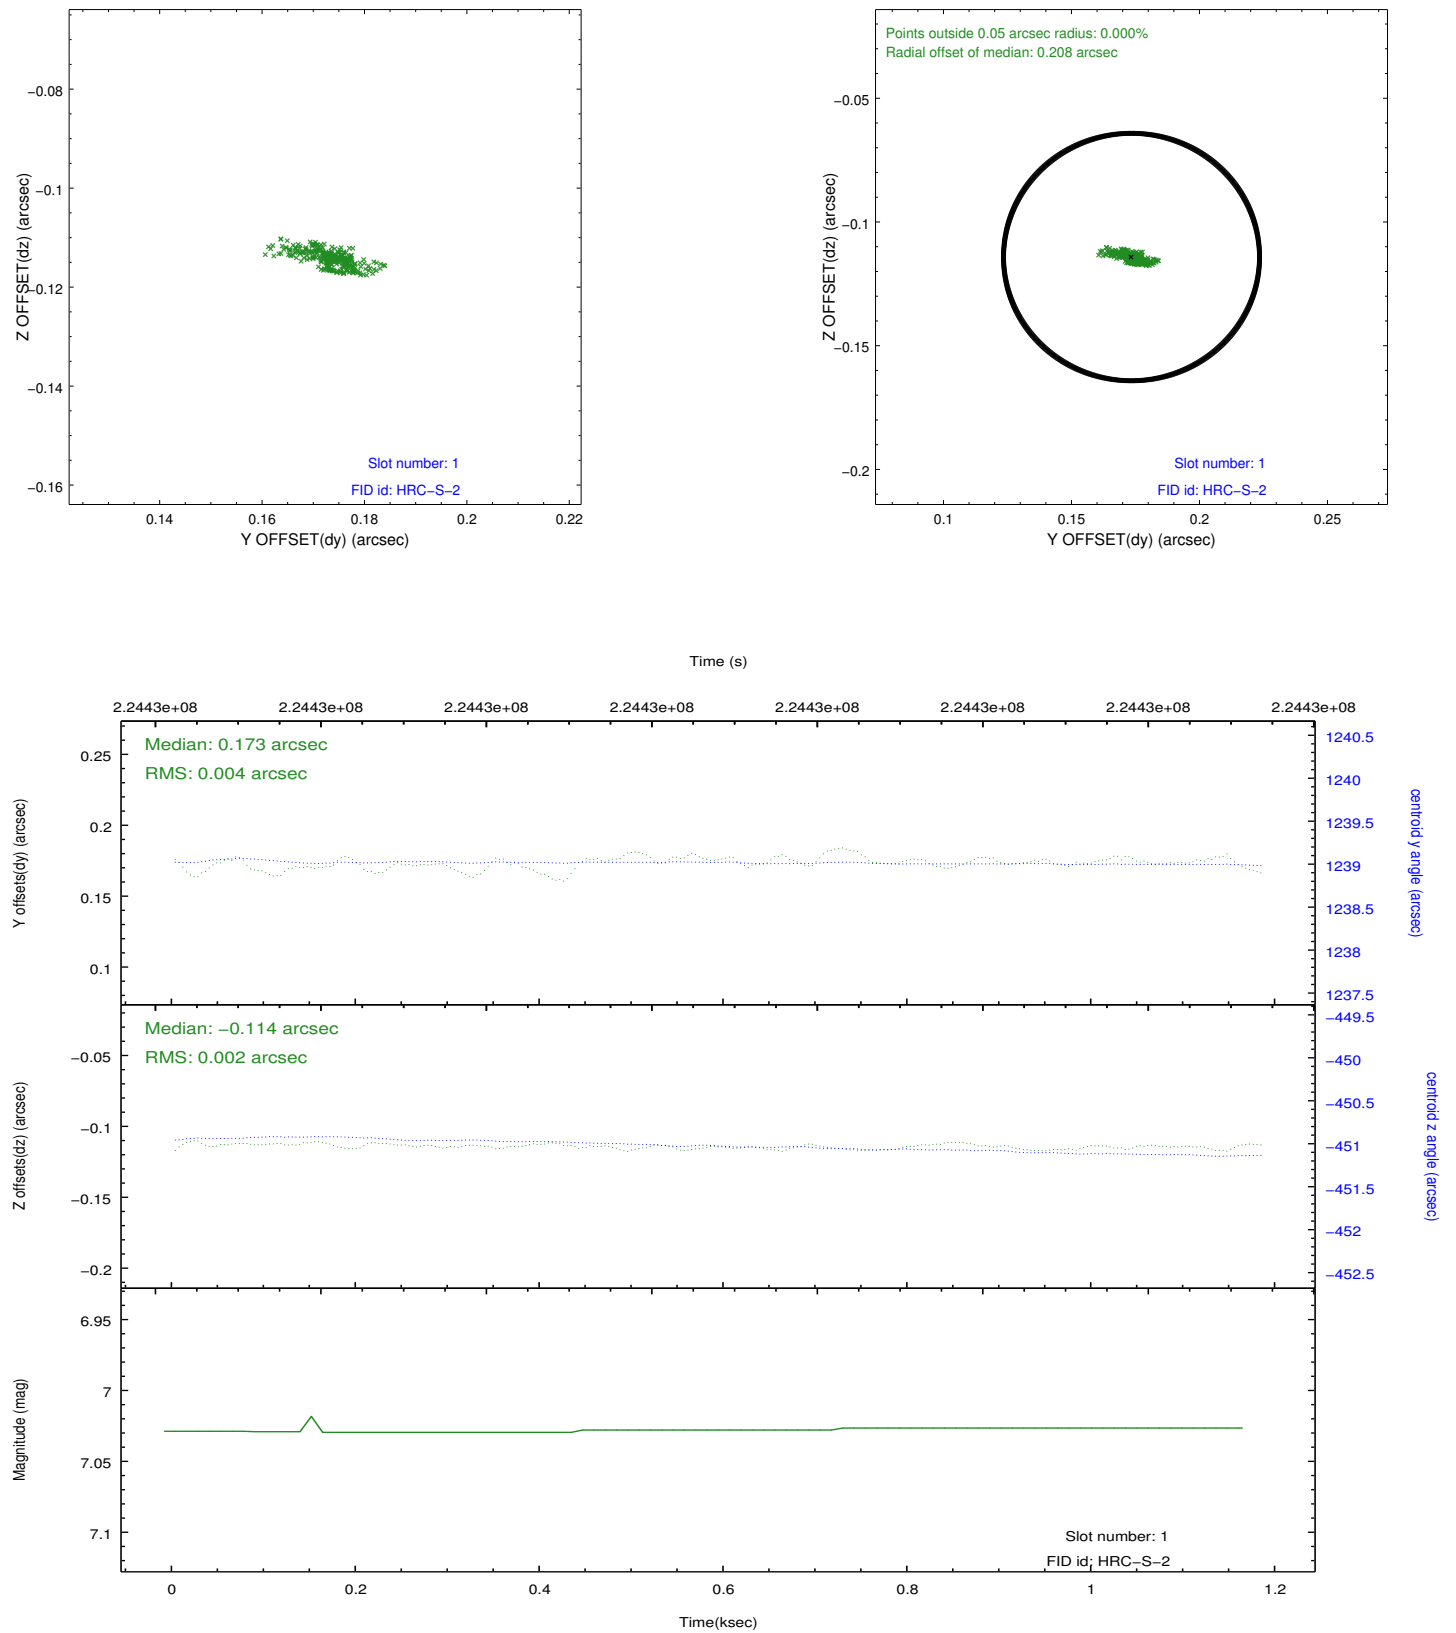 −0.08
−0.1
−0.12
−0.14
−0.16
Z OFFSET(dz) (arcsec)
Slot number: 1
FID id: HRC−S−2
0.14 0.16 0.18 0.2 0.22
Y OFFSET(dy) (arcsec)
Points outside 0.05 arcsec radius: 0.000%
Radial offset of median: 0.208 arcsec
−0.05
−0.1
−0.15
−0.2
Z OFFSET(dz) (arcsec)
Slot number: 1
FID id: HRC−S−2
0.1 0.15 0.2 0.25
Y OFFSET(dy) (arcsec)
Time (s)
2.2443e+08 2.2443e+08 2.2443e+08 2.2443e+08 2.2443e+08 2.2443e+08 2.2443e+08 2.2443e+08
Median: 0.173 arcsec
RMS: 0.004 arcsec
0.25
0.2
0.15
0.1
Y offsets(dy) (arcsec)
1240.5
1240
1239.5
1239
1238.5
1238
1237.5
centroid y angle (arcsec)
Median: −0.114 arcsec
RMS: 0.002 arcsec
−0.05
−0.1
−0.15
−0.2
Z offsets(dz) (arcsec)
−449.5
−450
−450.5
−451
−451.5
−452
−452.5
centroid z angle (arcsec)
6.95
7
7.05
7.1
Magnitude (mag)
Slot number: 1
FID id: HRC−S−2
0 0.2 0.4 0.6 0.8 1 1.2
Time(ksec)